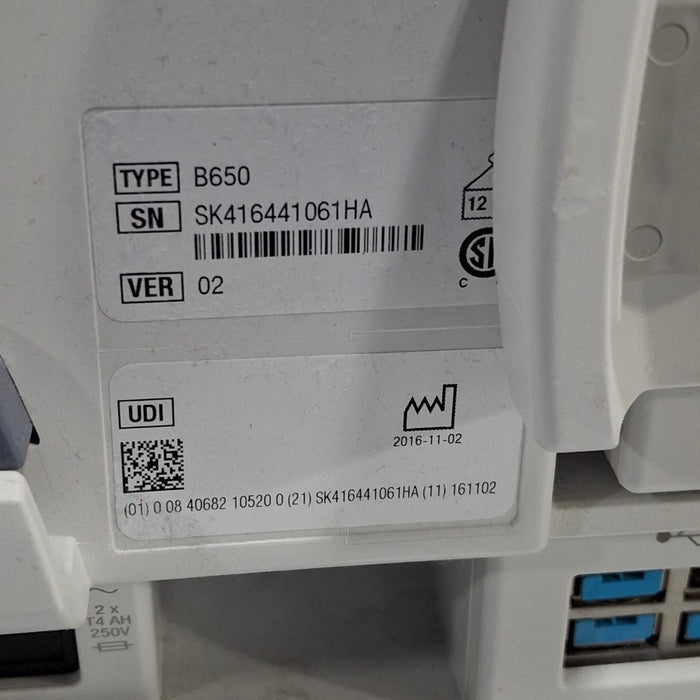 TYPE B650
SN SK416441061HA
12
C
VER 02
UDI
2016-11-02
(01) 0 08 40682 10520 0 (21) SK416441061HA (11) 161102
2 x
T4 AH
250V